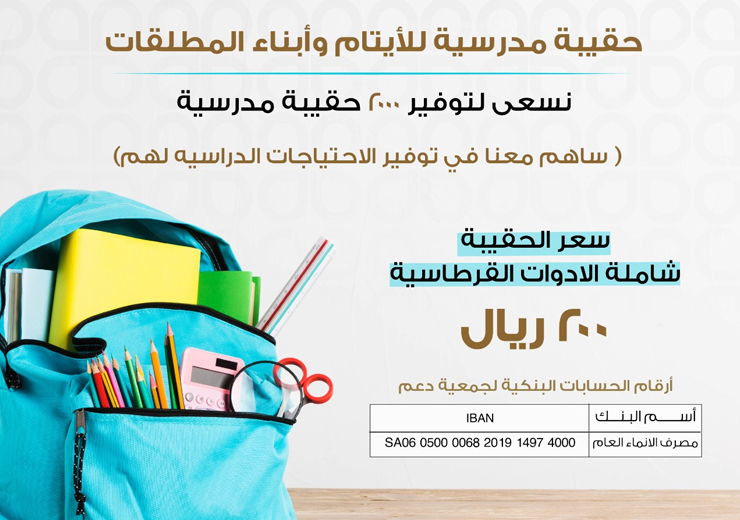 حقيبة مدرسية للأيتام وأبناء المطلقات
نسعى لتوفير ٢٠٠٠ حقيبة مدرسية
( ساهم معنا في توفير الاحتياجات الدراسيه لهم)
سعر الحقيبة
شاملة الادوات القرطاسية
٢٠٠ ريال
أرقام الحسابات البنكية لجمعية دعم
أســم البنـك IBAN
مصرف الانماء العام SA06 0500 0068 2019 1497 4000